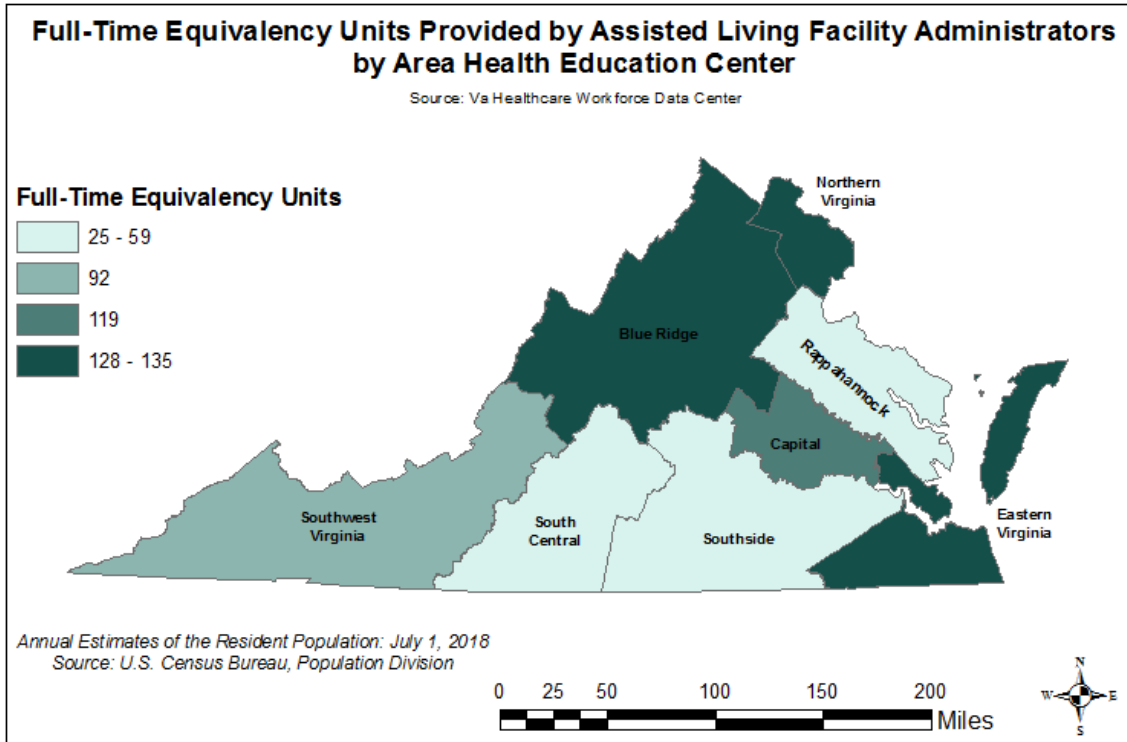 Full-Time Equivalency Units Provided by Assisted Living Facility Administrators
by Area Health Education Center
Source: Va Healthcare Workforce Data Center
Full-Time Equivalency Units
25 - 59
92
119
128 - 135
Northern
Virginia
Blue Ridge
Rappahannock
Capital
Southwest
Virginia
South
Central
Southside
Eastern
Virginia
Annual Estimates of the Resident Population: July 1, 2018
Source: U.S. Census Bureau, Population Division
0 25 50 100 150 200
Miles
N
W E
S